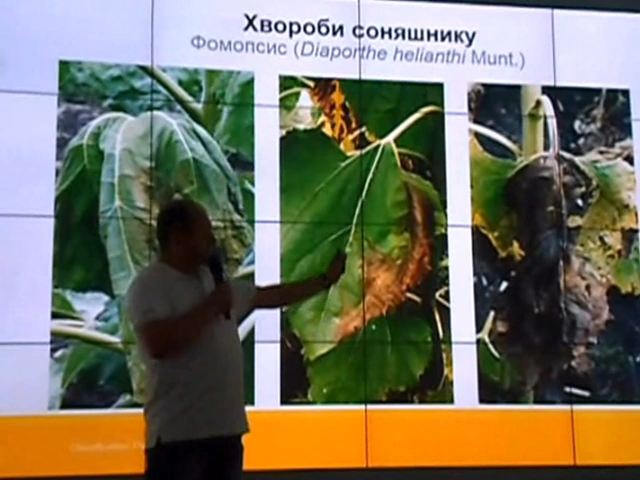 Хвороби соняшнику
Фомопсис (Diaporthe helianthi Munt.)